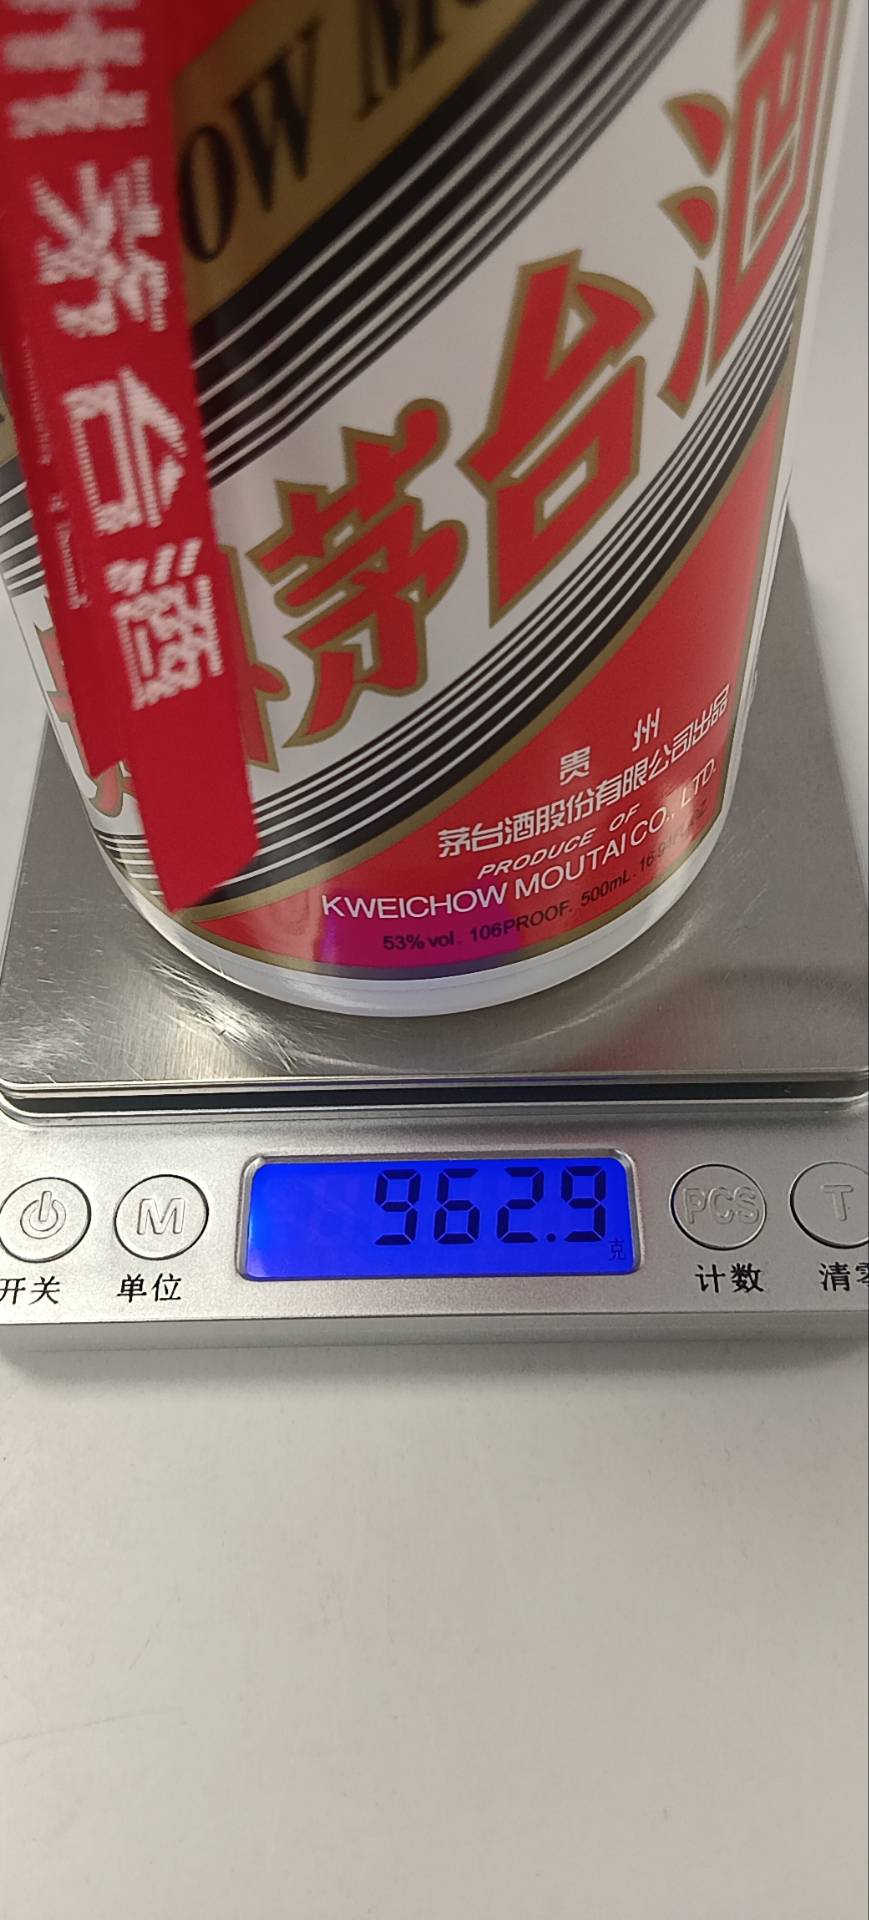 州茅台酒
OW MO
茅台酒
贵州
茅台酒股份有限公司出品
PRODUCE OF
KWEICHOW MOUTAI CO., LTD.
53% vol. 106PROOF. 500mL.
962.9
克
M
PCS
T
开关
单位
计数
清零